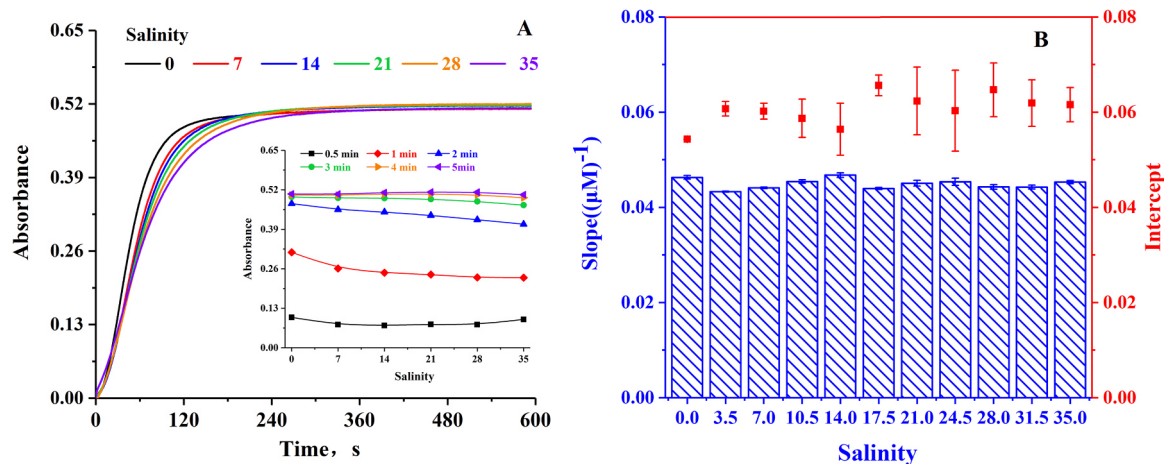 A
Salinity
0 7 14 21 28 35
0.65
0.52
0.39
0.26
0.13
0.00
Absorbance
0 120 240 360 480 600
Time, s
0.5 min 1 min 2 min
3 min 4 min 5min
0.65
0.52
0.39
0.26
0.13
0.00
Absorbance
0 7 14 21 28 35
Salinity
B
0.08
0.06
0.04
0.02
0.00
Slope((μM)⁻¹
0.08
0.06
0.04
0.02
0.00
Intercept
0.0 3.5 7.0 10.5 14.0 17.5 21.0 24.5 28.0 31.5 35.0
Salinity